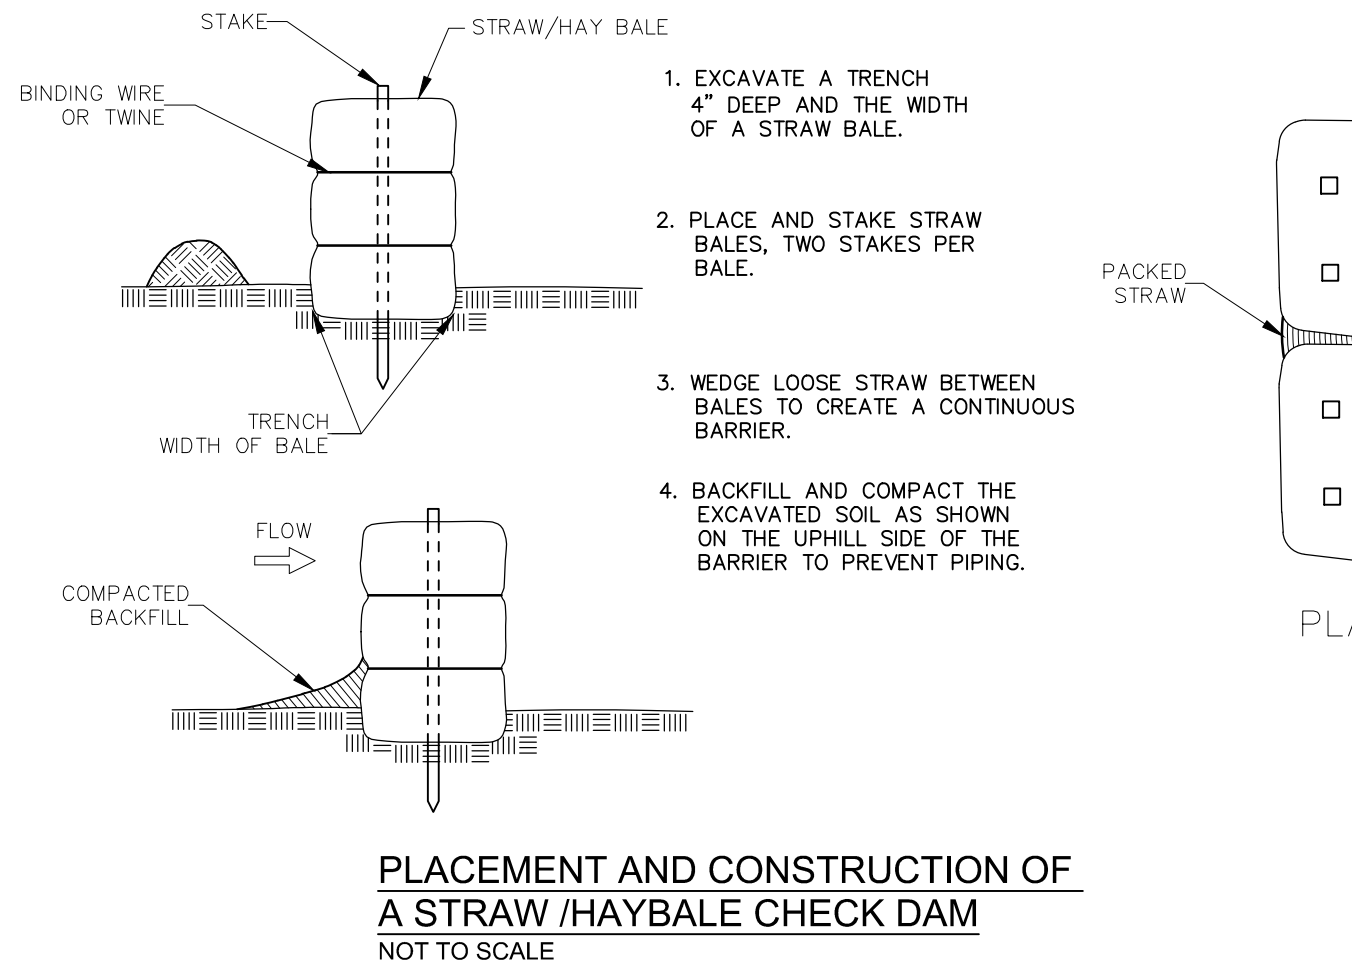 STAKE
STRAW/HAY BALE
BINDING WIRE
OR TWINE
TRENCH
WIDTH OF BALE
1. EXCAVATE A TRENCH
4” DEEP AND THE WIDTH
OF A STRAW BALE.
2. PLACE AND STAKE STRAW
BALES, TWO STAKES PER
BALE.
3. WEDGE LOOSE STRAW BETWEEN
BALES TO CREATE A CONTINUOUS
BARRIER.
4. BACKFILL AND COMPACT THE
EXCAVATED SOIL AS SHOWN
ON THE UPHILL SIDE OF THE
BARRIER TO PREVENT PIPING.
PACKED
STRAW
FLOW
COMPACTED
BACKFILL
PLACEMENT AND CONSTRUCTION OF
A STRAW /HAYBALE CHECK DAM
NOT TO SCALE